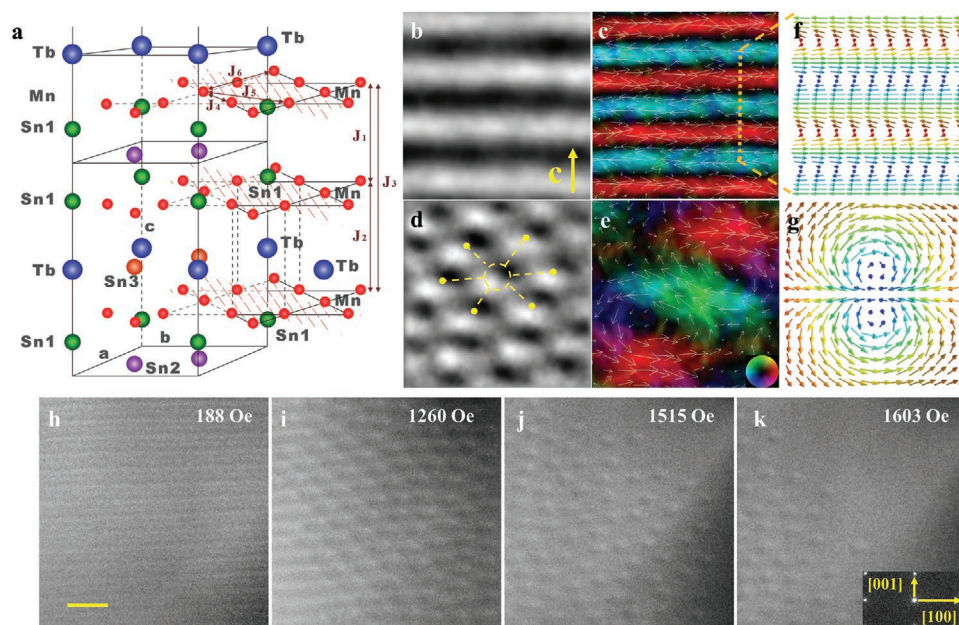 a
Tb
Tb
Mn
J6
J5
J4
Mn
Sn1
J1
Sn1
Mn
J3
Sn1
c
J2
Tb
Tb
Tb
Sn3
Mn
Sn1
Sn1
b
a
Sn2
b
c
c
f
d
e
g
h
188 Oe
i
1260 Oe
j
1515 Oe
k
1603 Oe
[001]
[100]